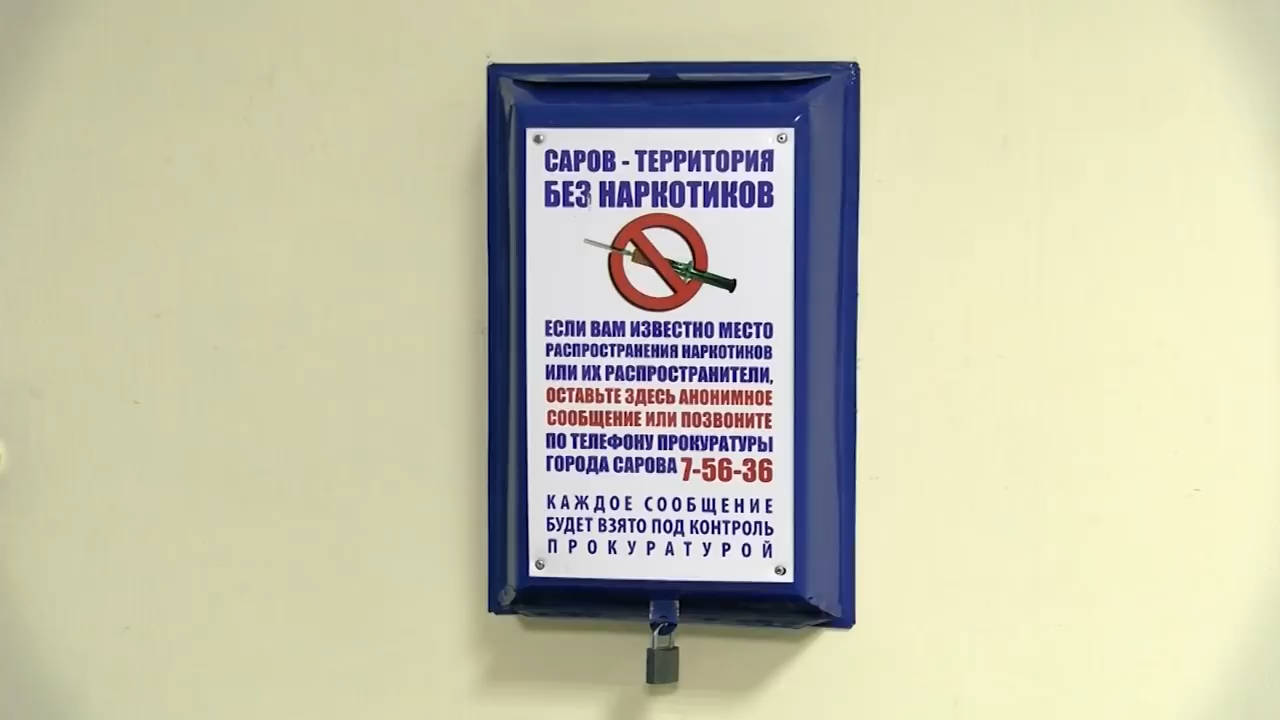 САРОВ - ТЕРРИТОРИЯ
БЕЗ НАРКОТИКОВ
ЕСЛИ ВАМ ИЗВЕСТНО МЕСТО
РАСПРОСТРАНЕНИЯ НАРКОТИКОВ
ИЛИ ИХ РАСПРОСТРАНИТЕЛИ,
ОСТАВЬТЕ ЗДЕСЬ АНОНИМНОЕ
СООБЩЕНИЕ ИЛИ ПОЗВОНИТЕ
ПО ТЕЛЕФОНУ ПРОКУРАТУРЫ
ГОРОДА САРОВА 7-56-36
КАЖДОЕ СООБЩЕНИЕ
БУДЕТ ВЗЯТО ПОД КОНТРОЛЬ
ПРОКУРАТУРОЙ